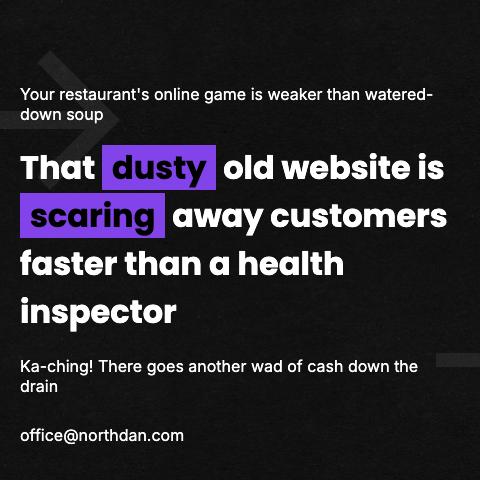 Your restaurant's online game is weaker than watered-
down soup
That dusty old website is
scaring away customers
faster than a health
inspector
Ka-ching! There goes another wad of cash down the
drain
office@northdan.com